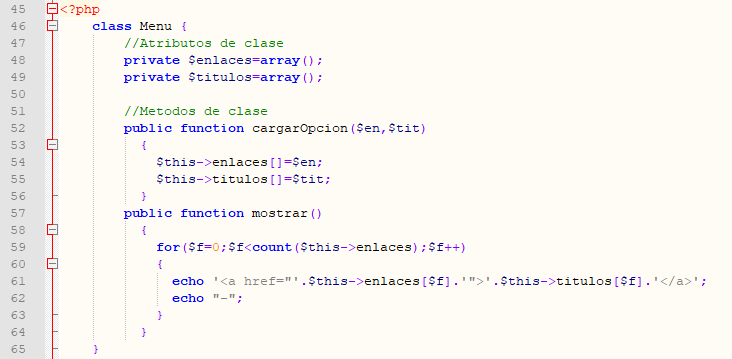 45 <?php
46 class Menu {
47 //Atributos de clase
48 private $enlaces=array();
49 private $titulos=array();
50
51 //Metodos de clase
52 public function cargarOpcion($en,$tit)
53 {
54 $this->enlaces[]=$en;
55 $this->titulos[]=$tit;
56 }
57 public function mostrar()
58 {
59 for($f=0;$f<count($this->enlaces);$f++)
60 {
61 echo '<a href="'.$this->enlaces[$f].'">'.$this->titulos[$f].'</a>';
62 echo "-";
63 }
64 }
65 }